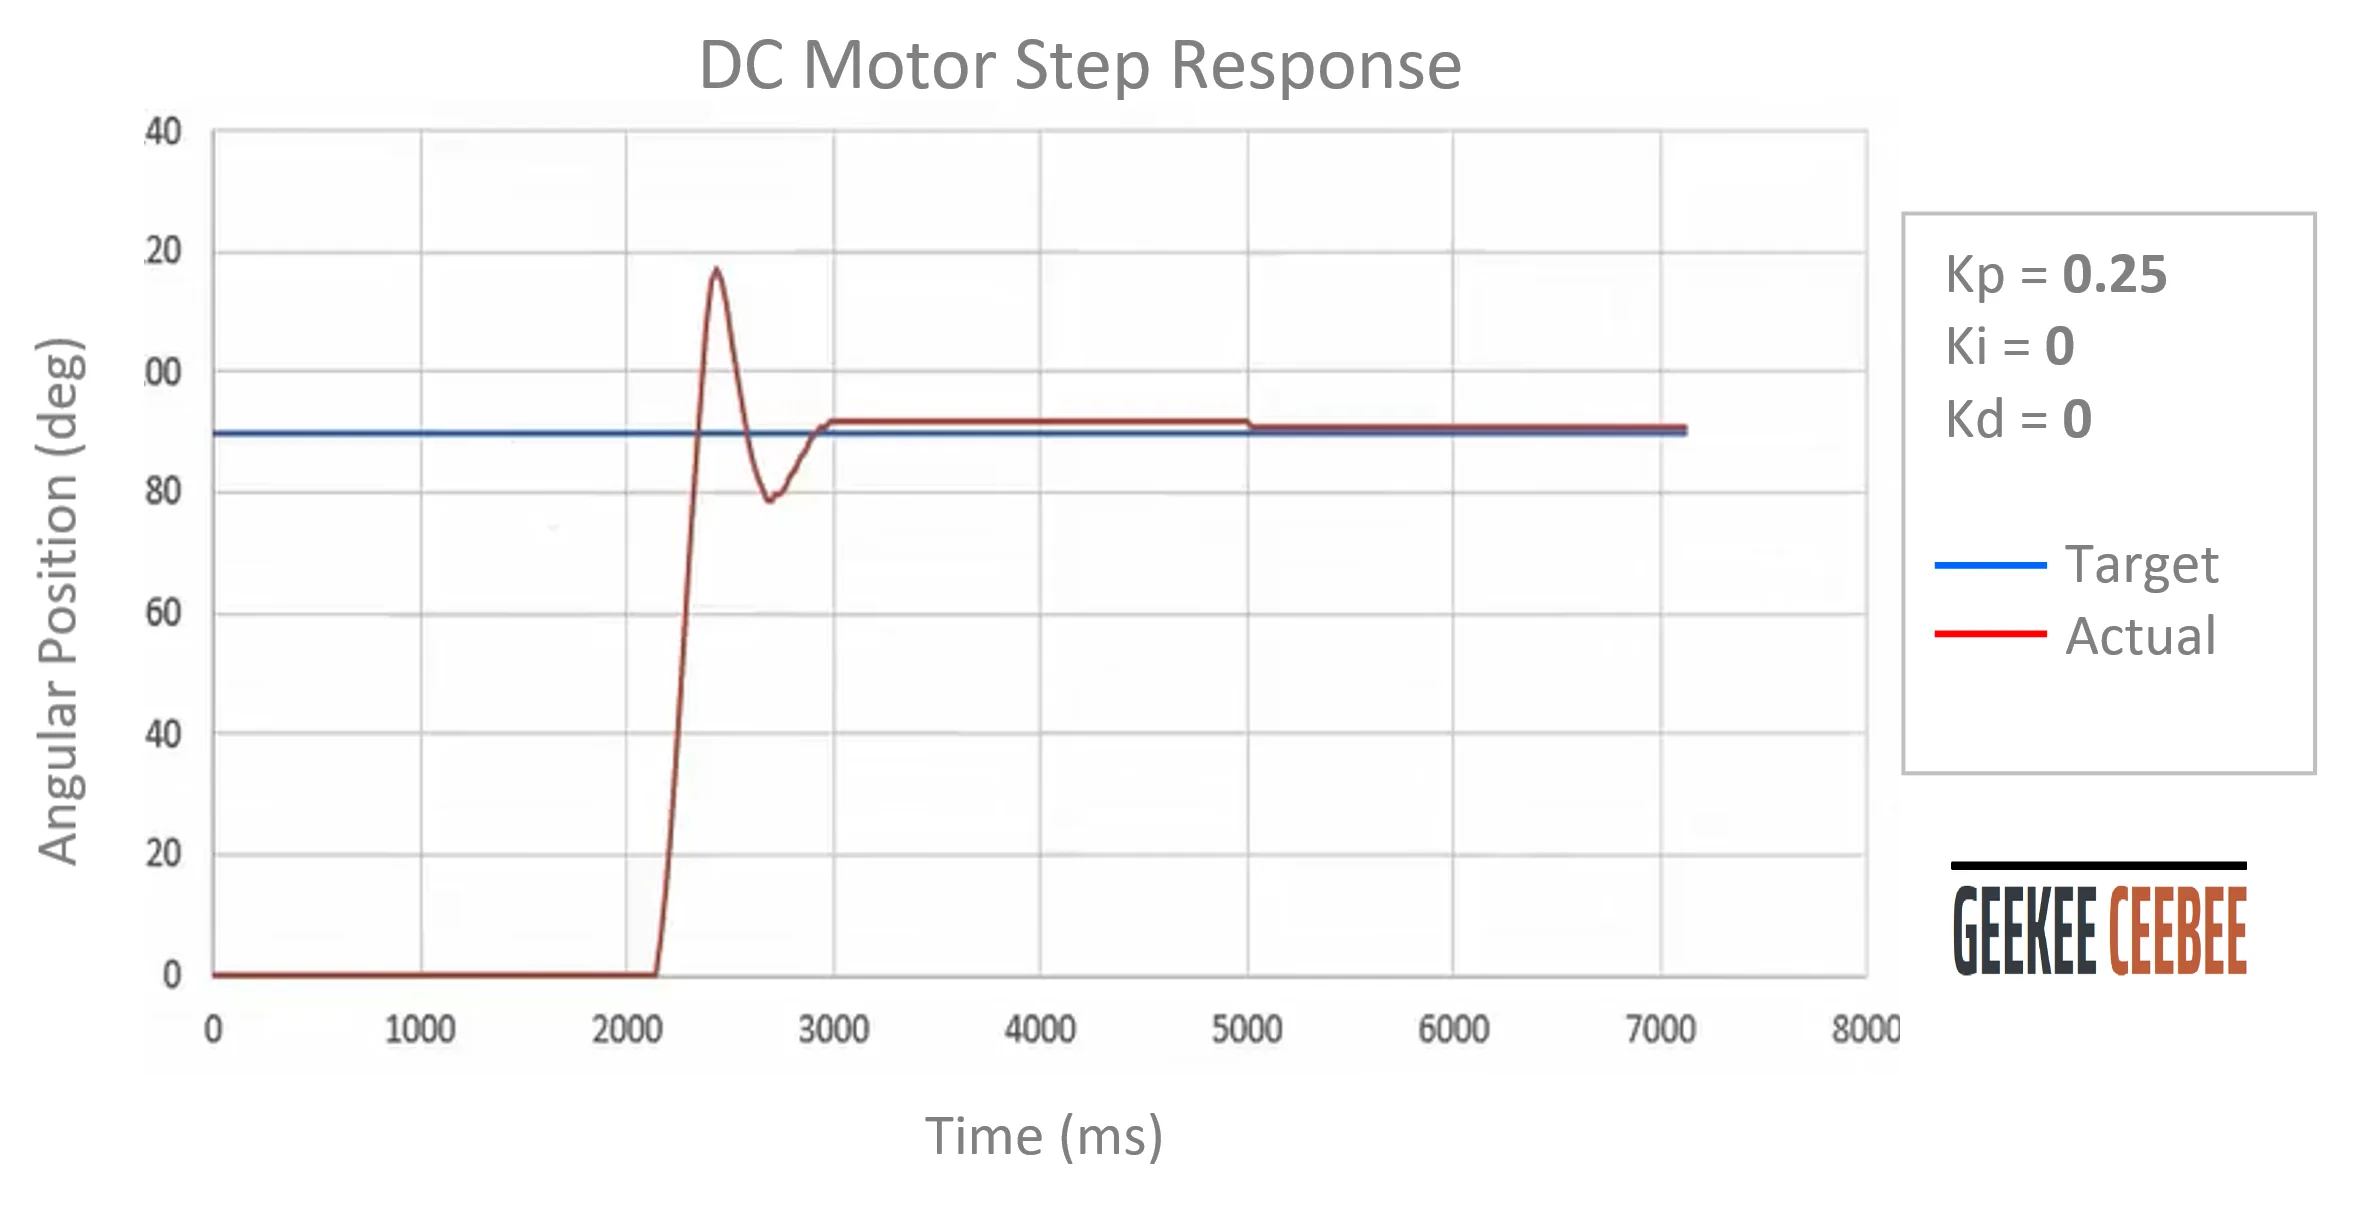 DC Motor Step Response
40
20
00
80
60
40
20
0
Angular Position (deg)
0 1000 2000 3000 4000 5000 6000 7000 8000
Time (ms)
Kp = 0.25
Ki = 0
Kd = 0
Target
Actual
GEEKEE CEEBEE